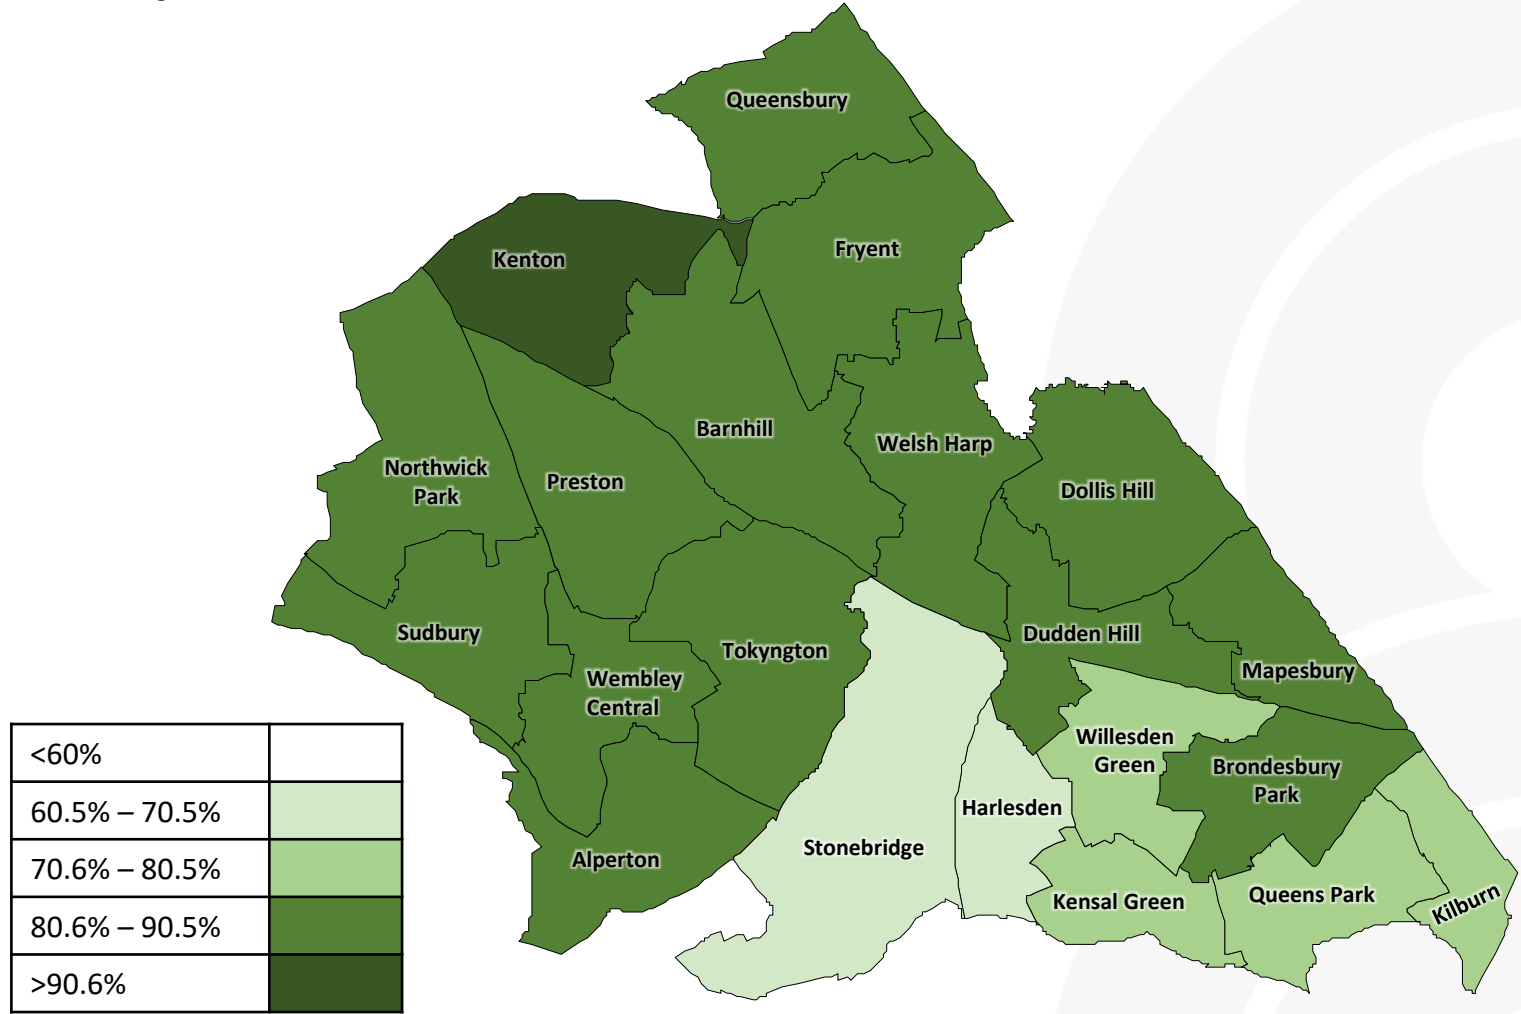 Queensbury
Fryent
Kenton
Barnhill
Welsh Harp
Northwick
Park
Preston
Dollis Hill
Sudbury
Tokyngton
Dudden Hill
Wembley
Central
Mapesbury
Willesden
Green
Brondesbury
Park
Harlesden
Stonebridge
Alperton
Kensal Green
Queens Park
Kilburn
<60%
60.5% – 70.5%
70.6% – 80.5%
80.6% – 90.5%
>90.6%